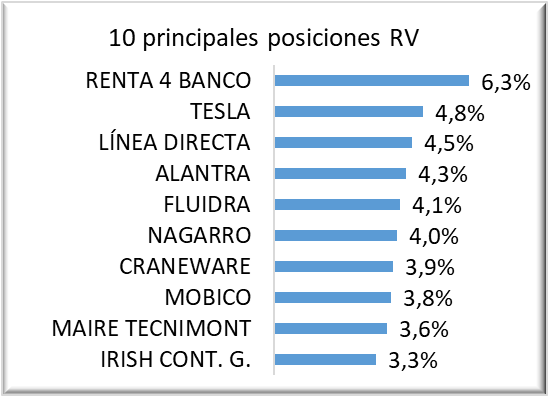 10 principales posiciones RV
RENTA 4 BANCO 6,3%
TESLA 4,8%
LÍNEA DIRECTA 4,5%
ALANTRA 4,3%
FLUIDRA 4,1%
NAGARRO 4,0%
CRANEWARE 3,9%
MOBICO 3,8%
MAIRE TECNIMONT 3,6%
IRISH CONT. G. 3,3%